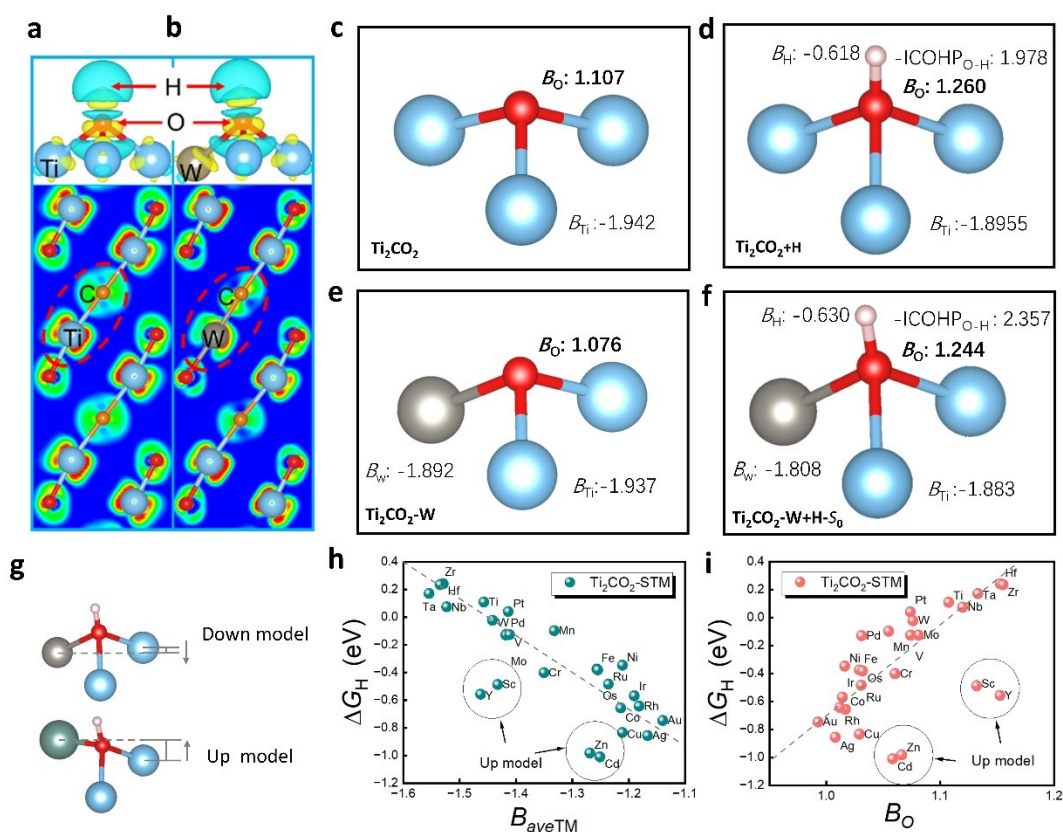 a
b
H
O
Ti
W
C
Ti
C
W
c
B_O: 1.107
B_Ti :-1.942
Ti₂CO₂
d
B_H: -0.618
-ICOHP_O-H: 1.978
B_O: 1.260
B_Ti :-1.8955
Ti₂CO₂+H
e
B_O: 1.076
B_w: -1.892
B_Ti:-1.937
Ti₂CO₂-W
f
B_H: -0.630
-ICOHP_O-H: 2.357
B_O: 1.244
B_w: -1.808
B_Ti:-1.883
Ti₂CO₂-W+H-S₀
g
Down model
Up model
h
ΔG_H (eV)
0.4
0.2
0.0
−0.2
−0.4
−0.6
−0.8
−1.0
−1.2
Ti₂CO₂-STM
Zr
Hf
Ta
Nb
Ti
Pt
W
Pd
V
Mn
Mo
Cr
Fe
Ni
Sc
Y
Ru
Os
Ir
Co
Rh
Au
Cu
Ag
Zn
Cd
Up model
−1.6
−1.5
−1.4
−1.3
−1.2
−1.1
B_aveTM
i
ΔG_H (eV)
0.4
0.2
0.0
−0.2
−0.4
−0.6
−0.8
−1.0
−1.2
Ti₂CO₂-STM
Hf
Zr
Ti
Ta
Nb
Pt
W
Pd
Mo
Mn
V
Ni
Fe
Os
Cr
Ir
Ru
Co
Sc
Y
Au
Rh
Ag
Cu
Zn
Cd
Up model
1.0
1.1
1.2
B_O